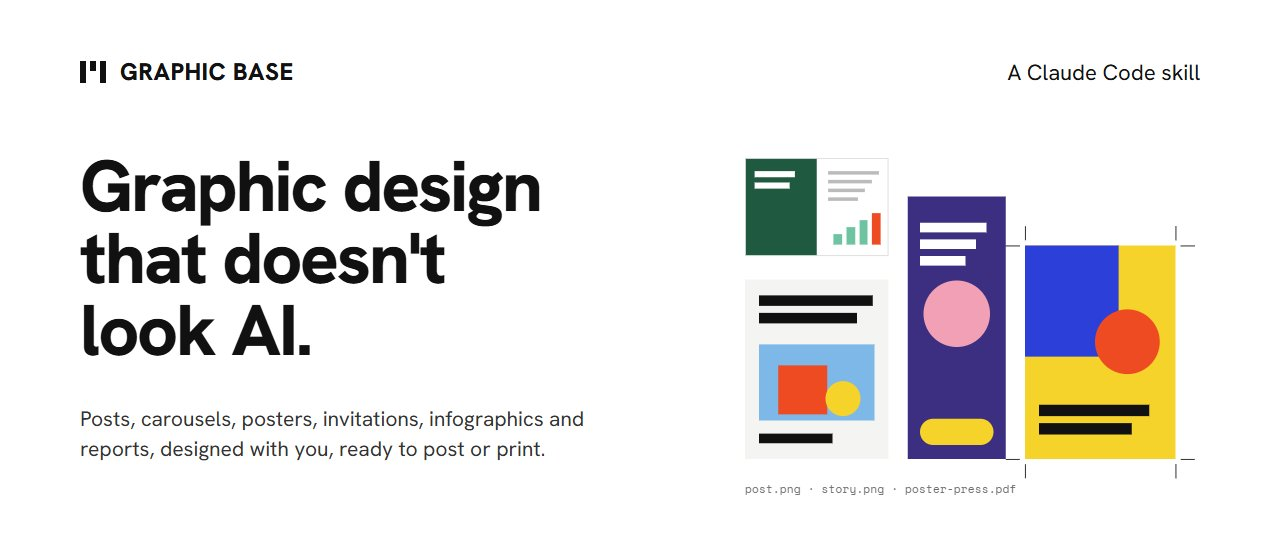 GRAPHIC BASE
A Claude Code skill
Graphic design
that doesn't
look AI.
Posts, carousels, posters, invitations, infographics and
reports, designed with you, ready to post or print.
post.png · story.png · poster-press.pdf